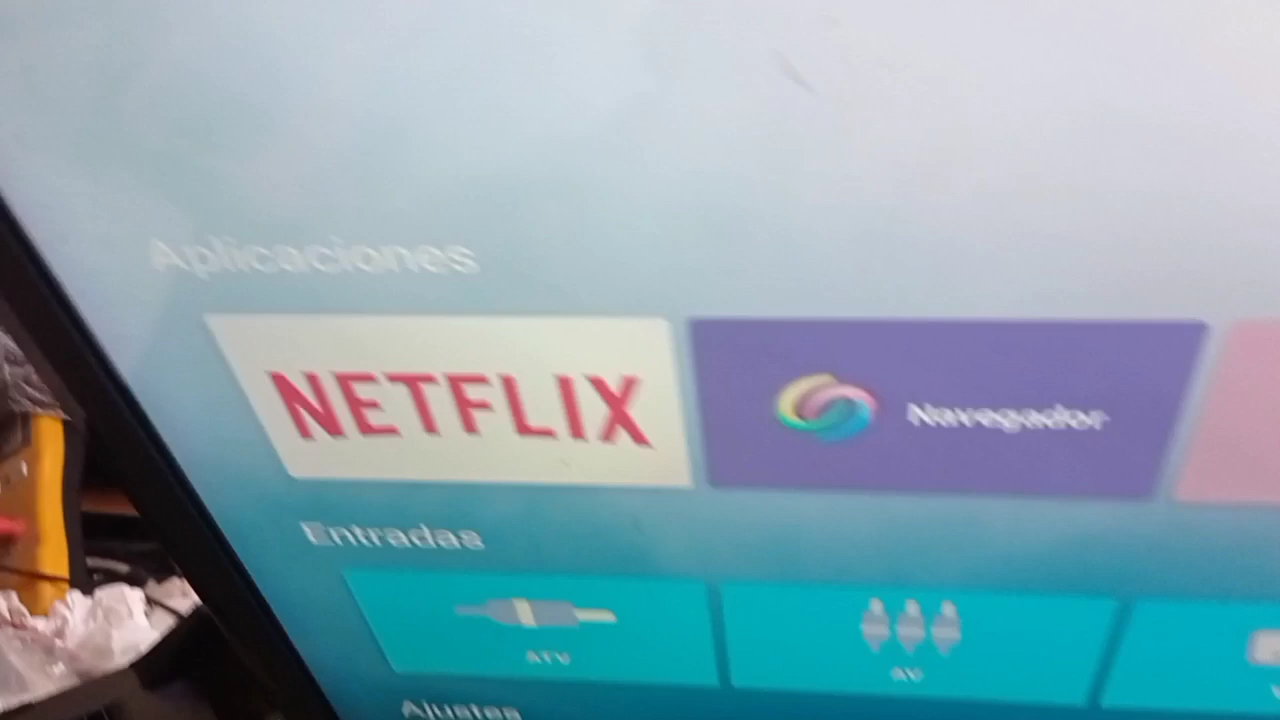 Aplicaciones
NETFLIX
Navegador
Entradas
ATV
AV
Ajustes